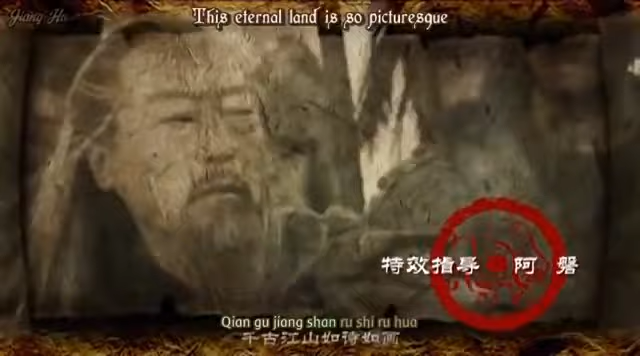 Jiang Hu
This eternal land is so picturesque
特效指导 阿 磬
Qian gu jiang shan ru shi ru hua
千古江山如诗如画